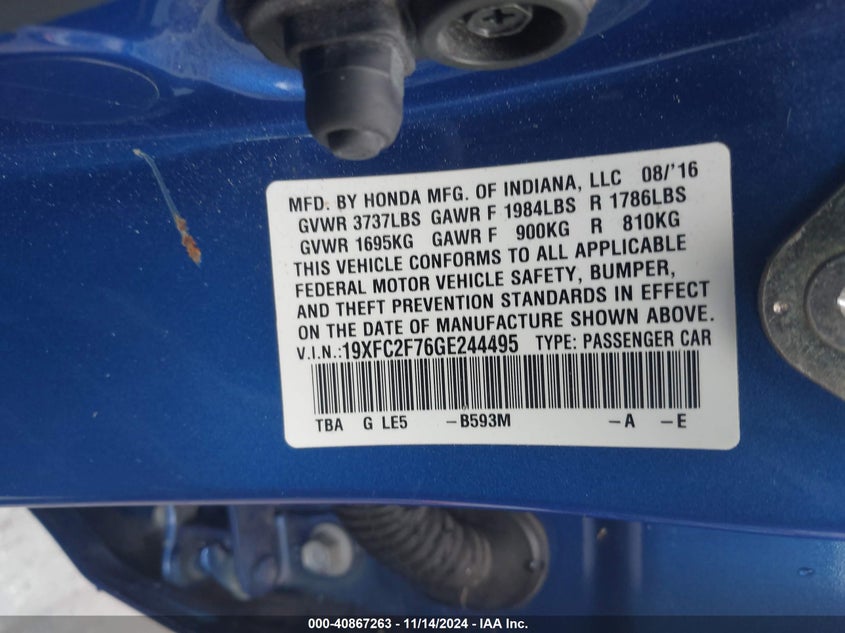 MFD. BY HONDA MFG. OF INDIANA, LLC 08/'16
GVWR 3737LBS GAWR F 1984LBS R 1786LBS
GVWR 1695KG GAWR F 900KG R 810KG
THIS VEHICLE CONFORMS TO ALL APPLICABLE
FEDERAL MOTOR VEHICLE SAFETY, BUMPER,
AND THEFT PREVENTION STANDARDS IN EFFECT
ON THE DATE OF MANUFACTURE SHOWN ABOVE.
V.I.N.:19XFC2F76GE244495 TYPE: PASSENGER CAR
TBA G LE5 –B593M –A –E
000-40867263 - 11/14/2024 - IAA Inc.